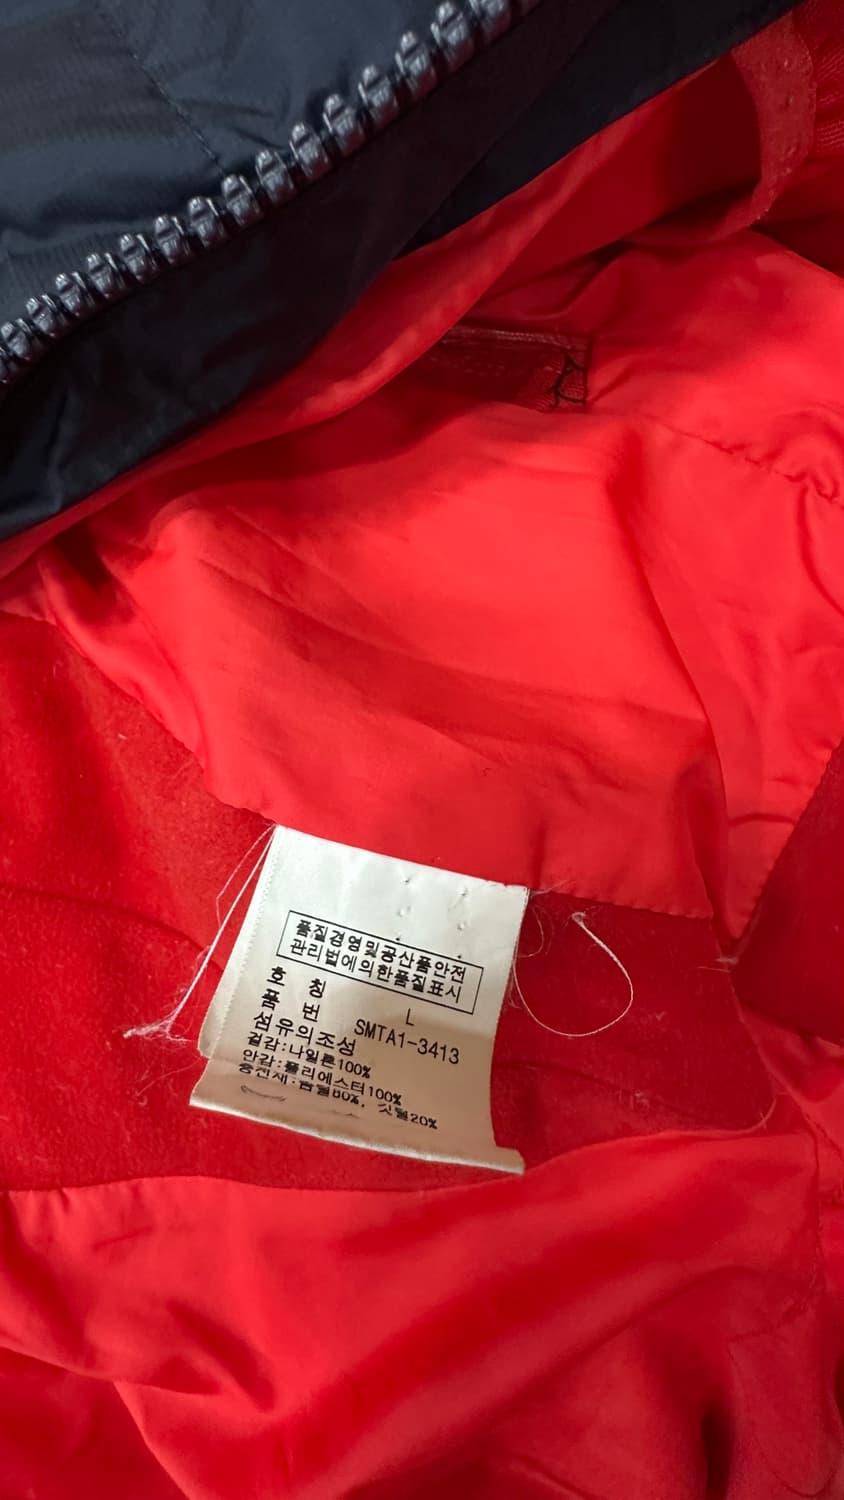 품질경영및공산품안전
관리법에의한품질표시
호 칭 L
품 번 SMTA1-3413
섬유의조성
겉감:나일론100%
안감:폴리에스터100%
충전재:솜털80%, 깃털20%